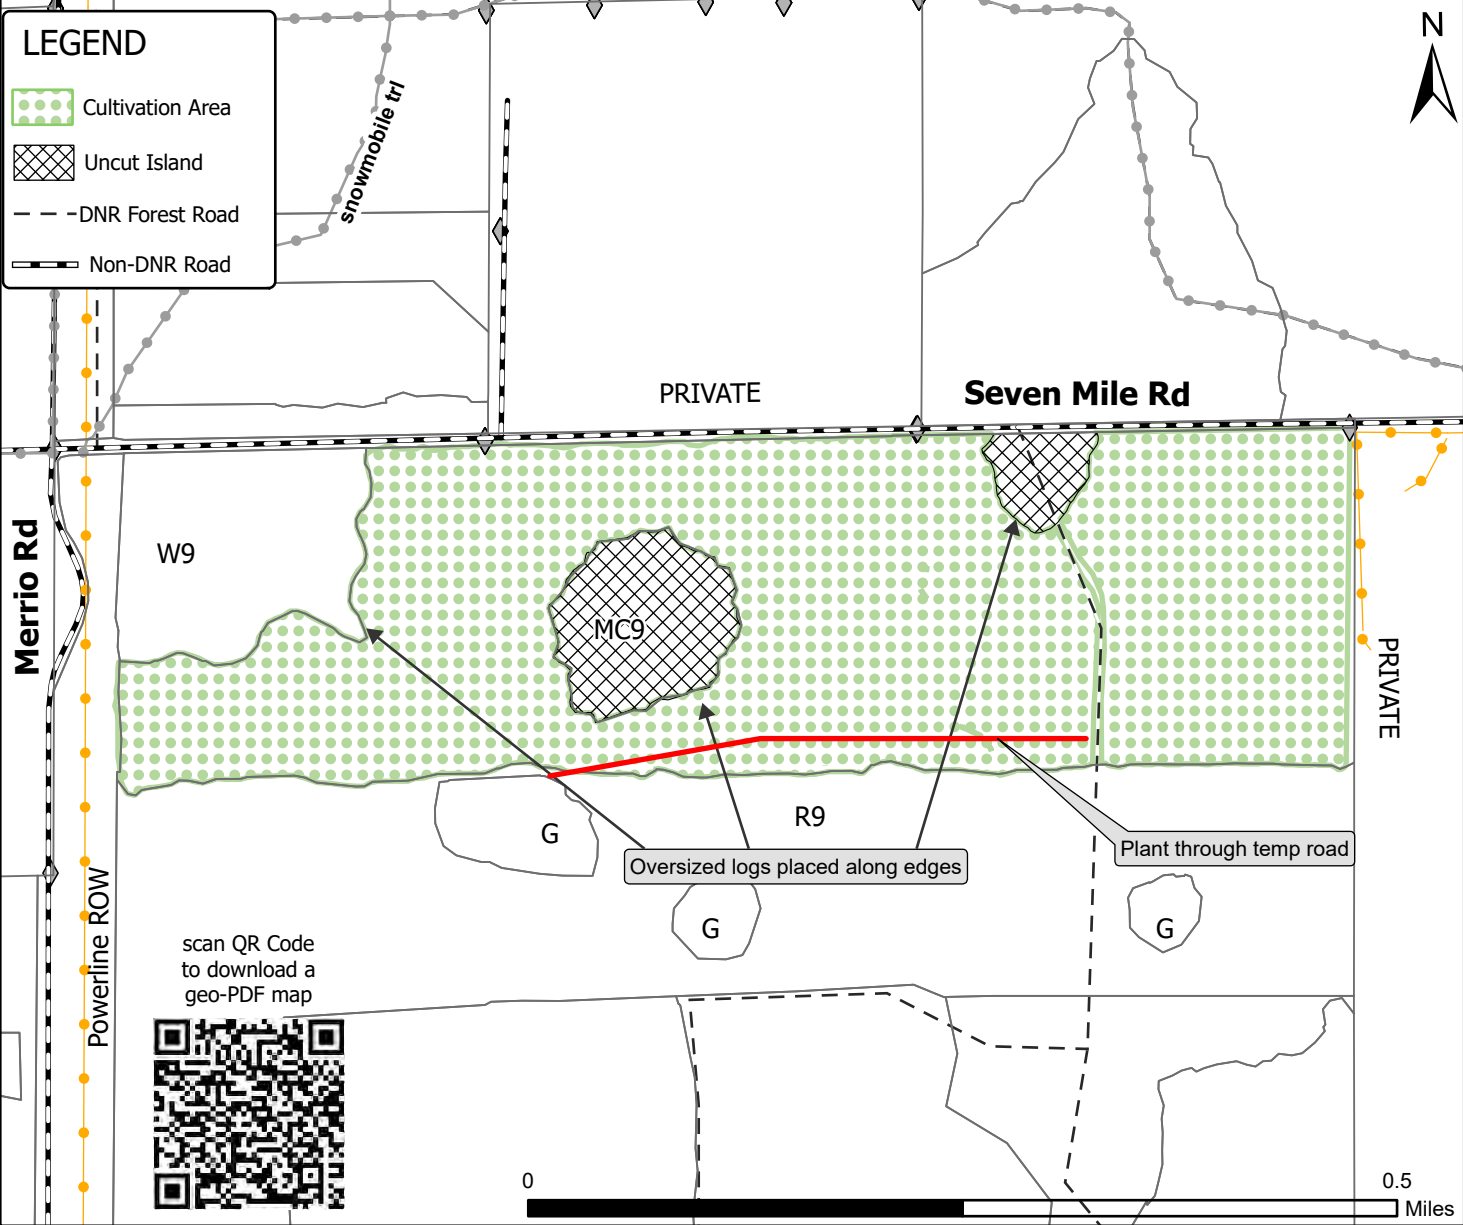 LEGEND
Cultivation Area
Uncut Island
DNR Forest Road
Non-DNR Road
snowmobile trl
N
PRIVATE
Seven Mile Rd
Merrio Rd
W9
MC9
PRIVATE
R9
G
Plant through temp road
Oversized logs placed along edges
G
G
Powerline ROW
scan QR Code
to download a
geo-PDF map
0
0.5
Miles